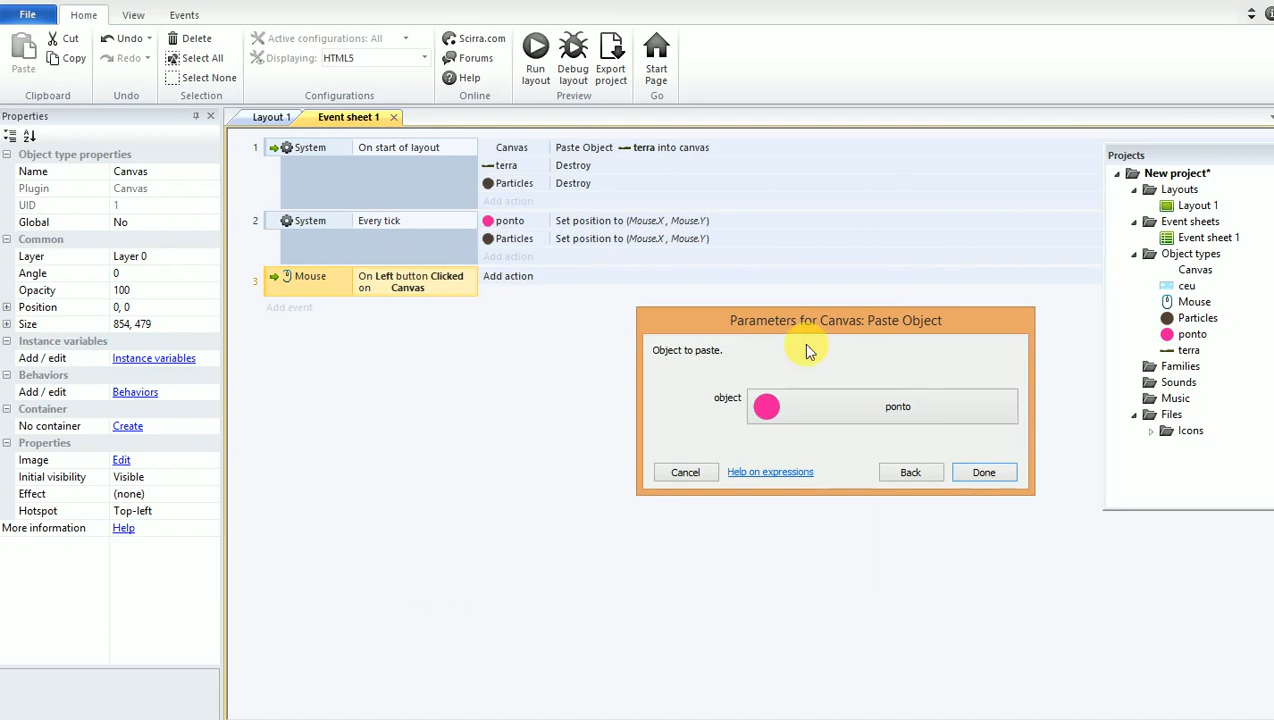 File Home View Events
Paste Cut Copy Clipboard
Undo Redo Undo
Delete Select All Select None Selection
Active configurations: All
Displaying: HTML5
Configurations
Scirra.com Forums Help Online
Run layout Debug layout Export project Preview
Start Page Go
Properties
Layout 1 Event sheet 1
Object type properties
Name Canvas
Plugin Canvas
UID 1
Global No
Common
Layer Layer 0
Angle 0
Opacity 100
Position 0, 0
Size 854, 479
Instance variables
Add / edit Instance variables
Behaviors
Add / edit Behaviors
Container
No container Create
Properties
Image Edit
Initial visibility Visible
Effect (none)
Hotspot Top-left
More information Help
1 System On start of layout Canvas Paste Object terra into canvas
terra Destroy
Particles Destroy
Add action
2 System Every tick ponto Set position to (Mouse.X , Mouse.Y)
Particles Set position to (Mouse.X , Mouse.Y)
Add action
3 Mouse On Left button Clicked on Canvas Add action
Add event
Parameters for Canvas: Paste Object
Object to paste.
object ponto
Cancel Help on expressions Back Done
Projects
New project*
Layouts
Layout 1
Event sheets
Event sheet 1
Object types
Canvas
ceu
Mouse
Particles
ponto
terra
Families
Sounds
Music
Files
Icons